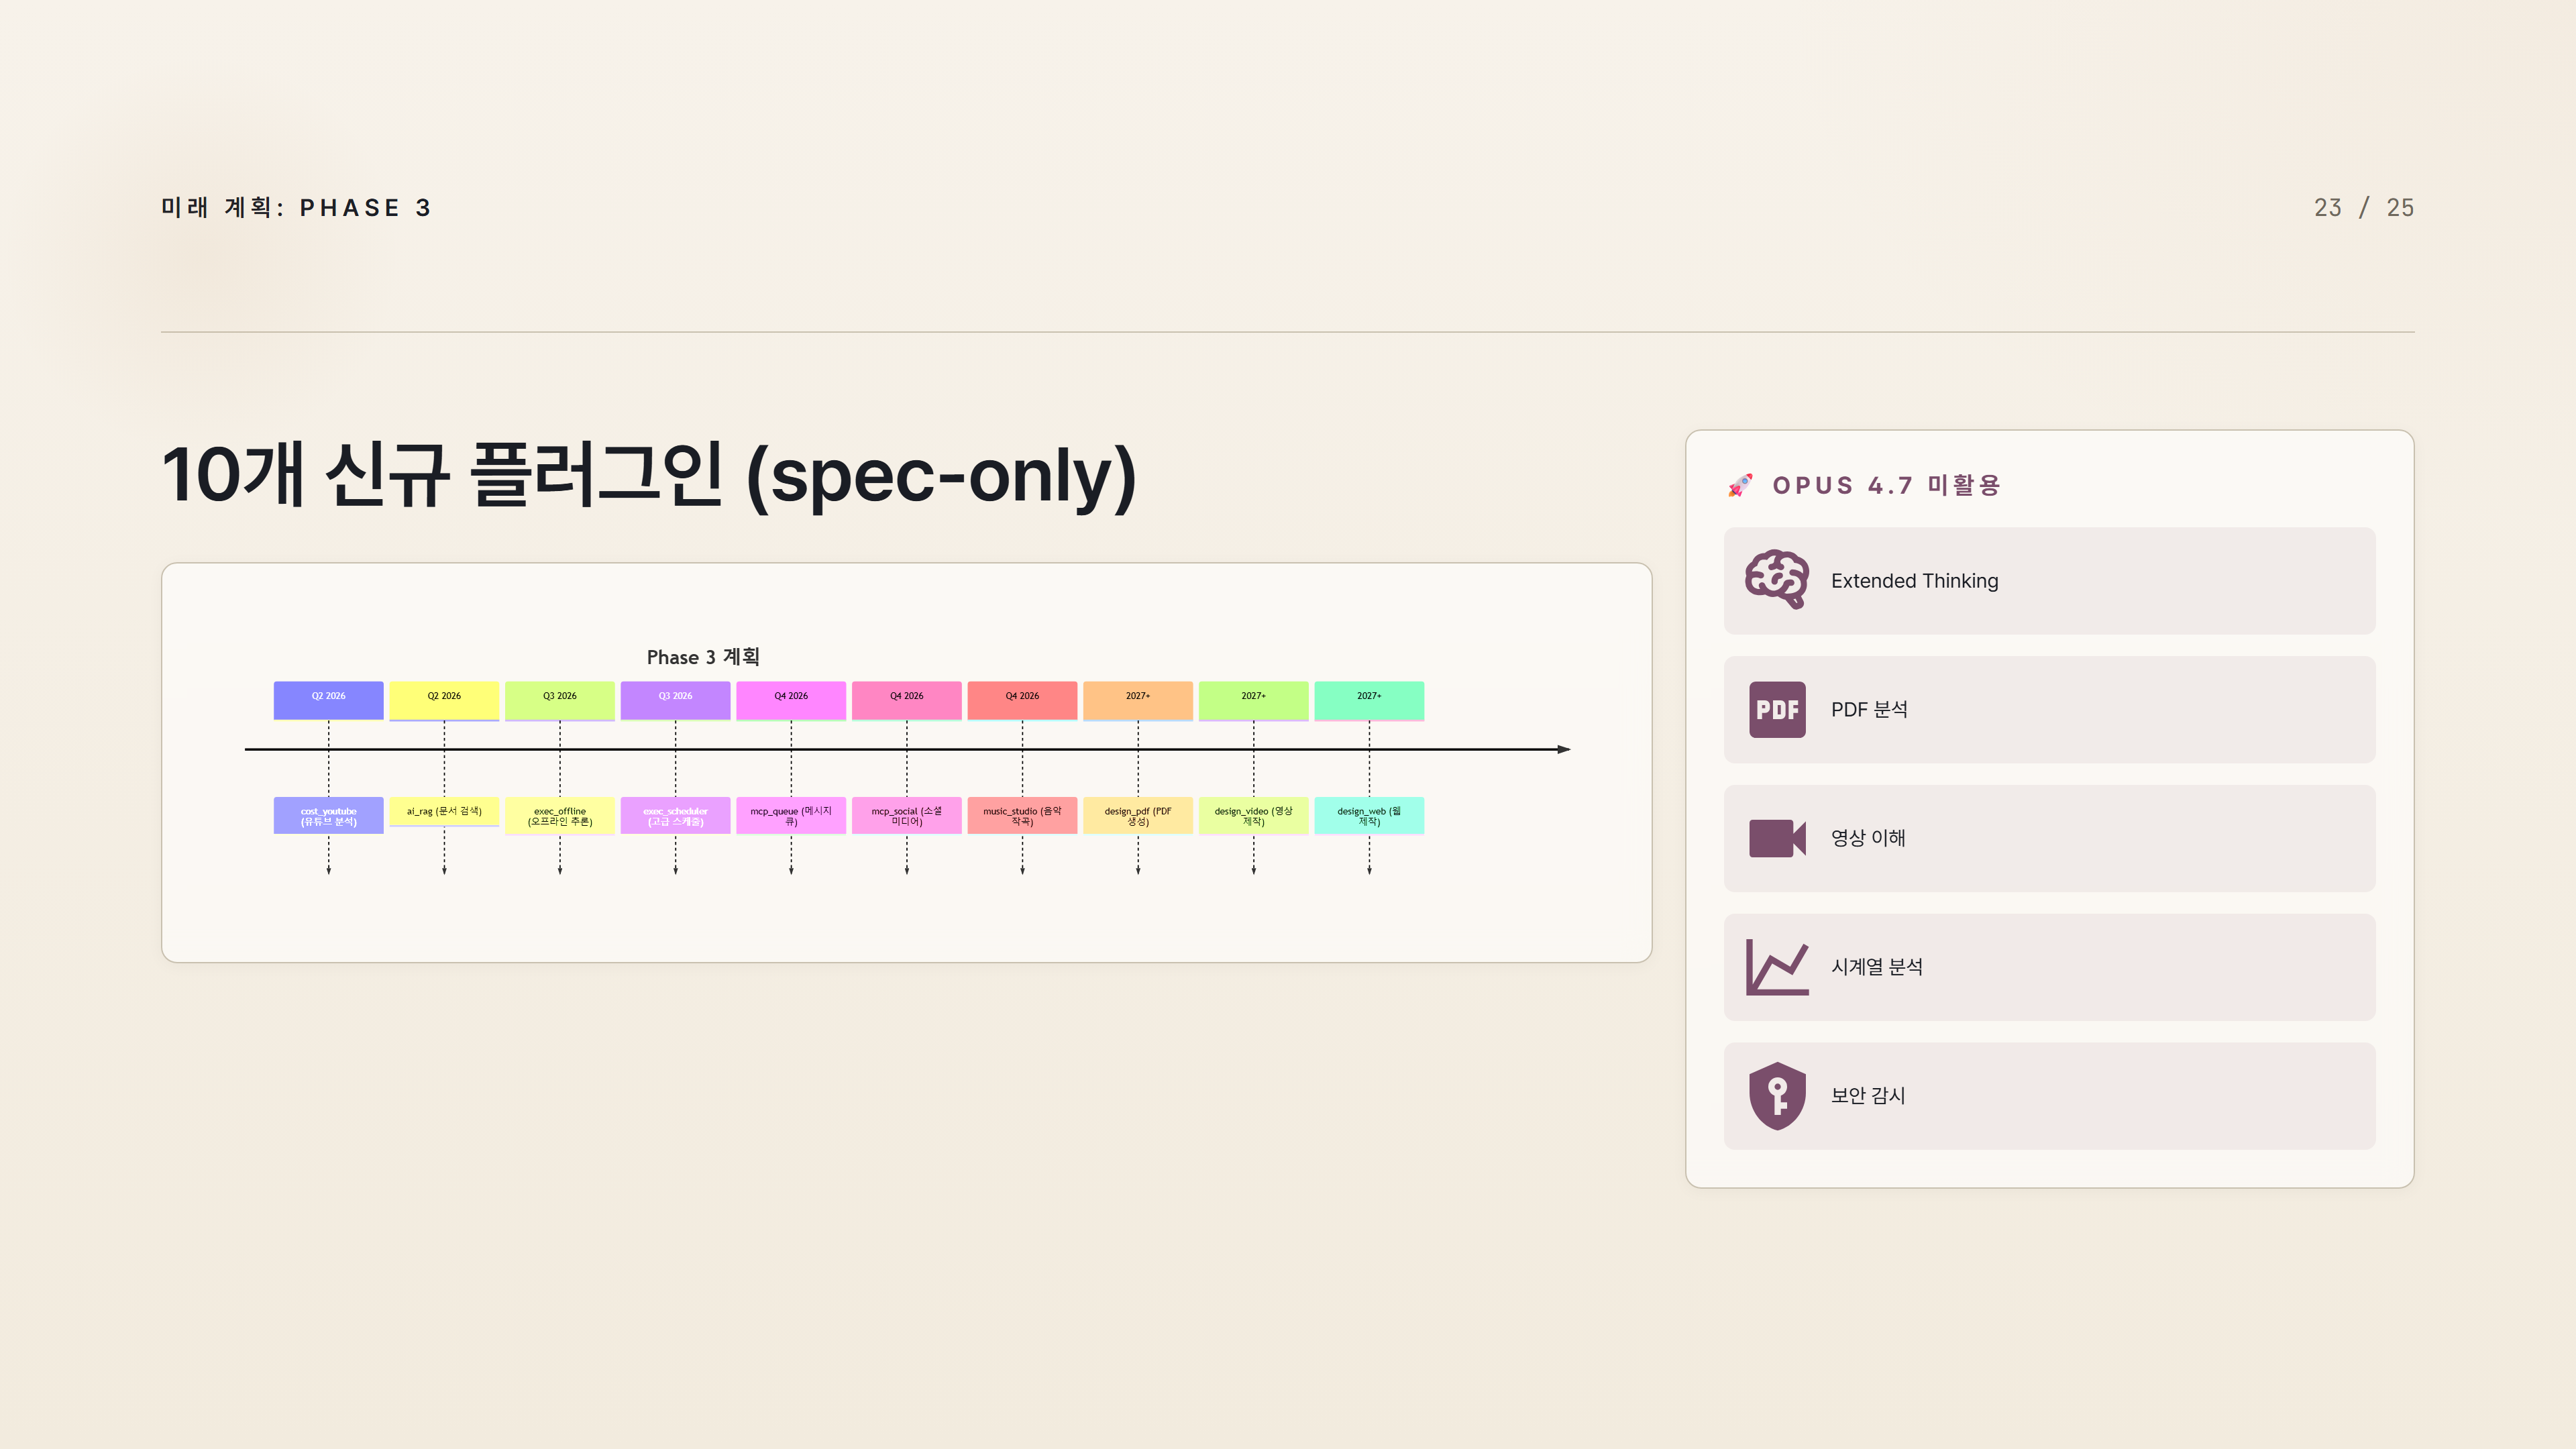 미래 계획: PHASE 3
23 / 25
10개 신규 플러그인 (spec-only)
Phase 3 계획
Q2 2026
Q2 2026
Q3 2026
Q3 2026
Q4 2026
Q4 2026
Q4 2026
2027+
2027+
2027+
cost_youtube
(유튜브 분석)
ai_rag (문서 검색)
exec_offline
(오프라인 추론)
exec_scheduler
(고급 스케줄)
mcp_queue (메시지
큐)
mcp_social (소셜
미디어)
music_studio (음악
작곡)
design_pdf (PDF
생성)
design_video (영상
제작)
design_web (웹
제작)
🚀 OPUS 4.7 미활용
Extended Thinking
PDF
PDF 분석
영상 이해
시계열 분석
보안 감시